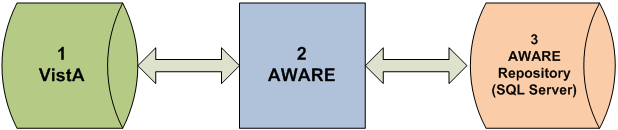 1
VistA
2
AWARE
3
AWARE
Repository
(SQL Server)